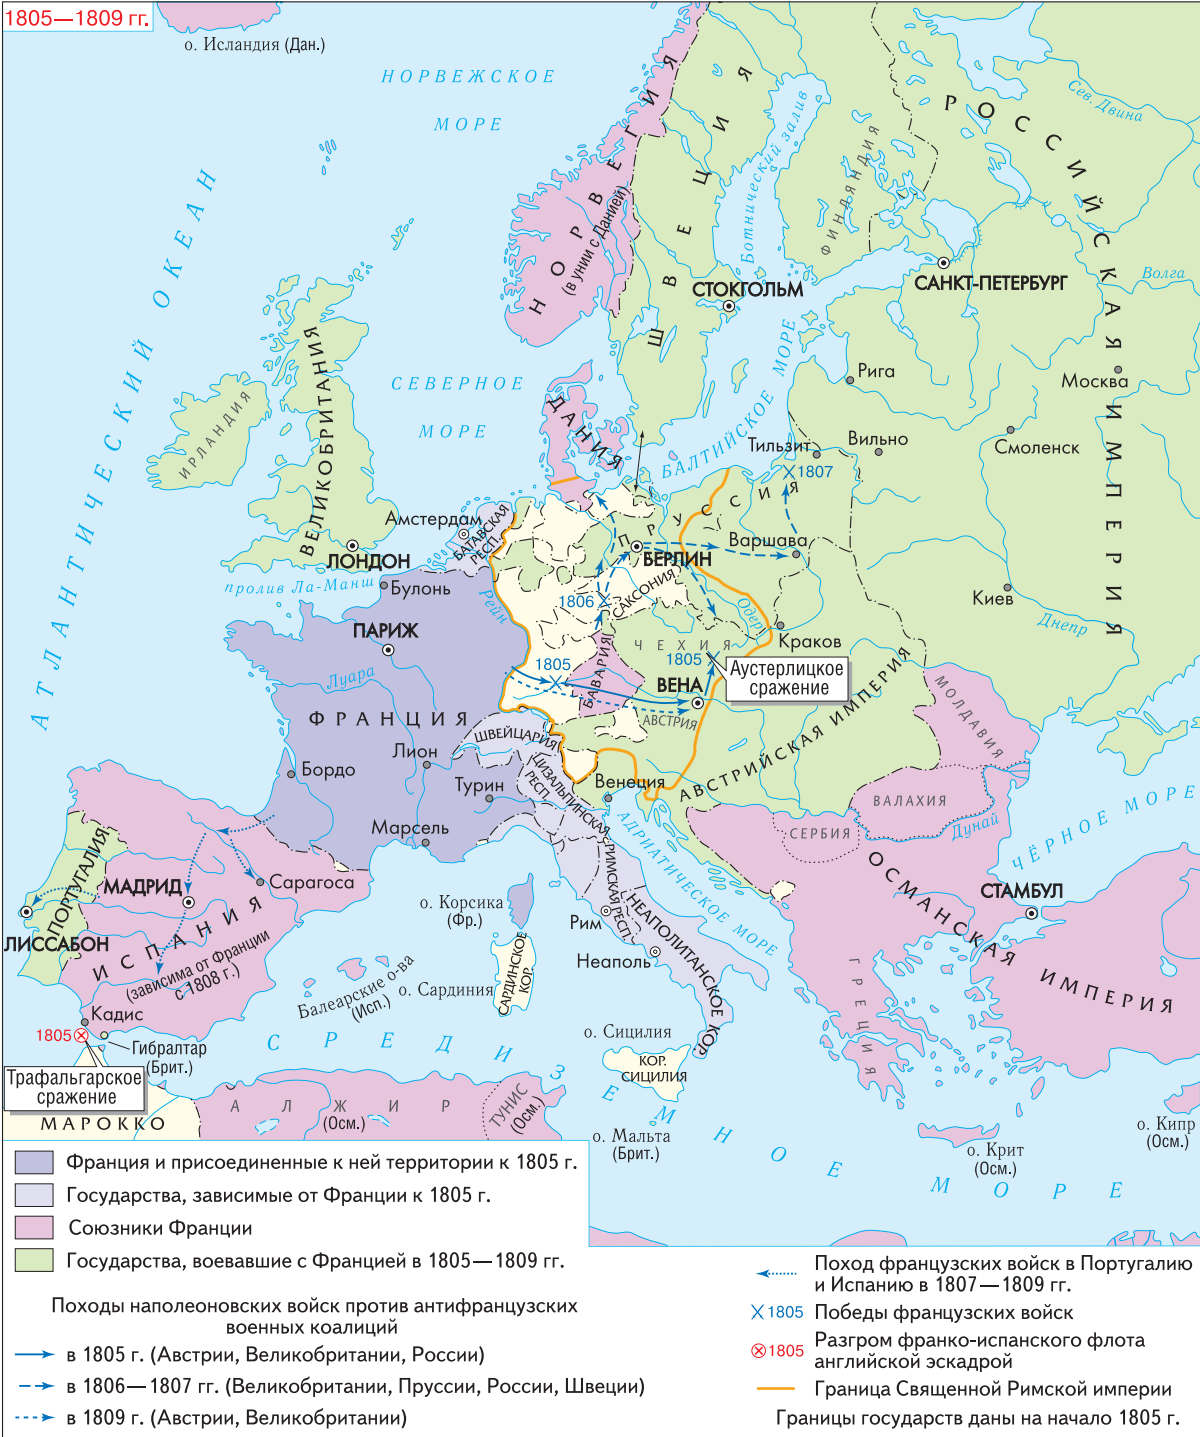 1805—1809 гг.
о. Исландия (Дан.)
НОРВЕЖСКОЕ
МОРЕ
АТЛАНТИЧЕСКИЙ ОКЕАН
НОРВЕГИЯ
(в унии с Данией)
ШВЕЦИЯ
Ботнический залив
ФИНДЯНДИЯ
РОССИЙСКАЯ ИМПЕРИЯ
Сев. Двина
Волга
САНКТ-ПЕТЕРБУРГ
СТОКГОЛЬМ
Рига
Москва
Смоленск
Вильно
Тильзит
1807
БАЛТИЙСКОЕ МОРЕ
СЕВЕРНОЕ
МОРЕ
ДАНИЯ
ИРЛАНДИЯ
ВЕЛИКОБРИТАНИЯ
ЛОНДОН
Амстердам
БАТАВСКАЯ
РЕСП.
пролив Ла-Манш
Булонь
Рейн
ПРУССИЯ
БЕРЛИН
Варшава
САКСОНИЯ
1806
Одер
Киев
Днепр
Краков
ЧЕХИЯ
1805
Аустерлицкое
сражение
1805
БАВАРИЯ
ВЕНА
АВСТРИЯ
АВСТРИЙСКАЯ ИМПЕРИЯ
ПАРИЖ
Луара
ФРАНЦИЯ
ШВЕЙЦАРИЯ
Лион
Бордо
Турин
Марсель
ЦИЗАЛЬПИНСКАЯ
РЕСП.
Венеция
АДРИАТИЧЕСКОЕ МОРЕ
МОЛДАВИЯ
ВАЛАХИЯ
СЕРБИЯ
Дунай
ЧЁРНОЕ МОРЕ
СТАМБУЛ
ОСМАНСКАЯ ИМПЕРИЯ
ГРЕЦИЯ
ПОРТУГАЛИЯ
ЛИССАБОН
МАДРИД
Сарагоса
ИСПАНИЯ
(зависима от Франции
с 1808 г.)
Кадис
1805
Гибралтар
(Брит.)
Трафальгарское
сражение
МАРОККО
АЛЖИР
(Осм.)
ТУНИС
(Осм.)
Балеарские о-ва
(Исп.)
о. Корсика
(Фр.)
о. Сардиния
САРДИНСКОЕ
КОР.
РИМСКАЯ
РЕСП.
Рим
Неаполь
НЕАПОЛИТАНСКОЕ КОР.
о. Сицилия
КОР.
СИЦИЛИЯ
о. Мальта
(Брит.)
СРЕДИЗЕМНОЕ МОРЕ
о. Крит
(Осм.)
о. Кипр
(Осм.)
Франция и присоединенные к ней территории к 1805 г.
Государства, зависимые от Франции к 1805 г.
Союзники Франции
Государства, воевавшие с Францией в 1805—1809 гг.
Походы наполеоновских войск против антифранцузских
военных коалиций
в 1805 г. (Австрии, Великобритании, России)
в 1806—1807 гг. (Великобритании, Пруссии, России, Швеции)
в 1809 г. (Австрии, Великобритании)
Поход французских войск в Португалию
и Испанию в 1807—1809 гг.
1805 Победы французских войск
1805 Разгром франко-испанского флота
английской эскадрой
Граница Священной Римской империи
Границы государств даны на начало 1805 г.